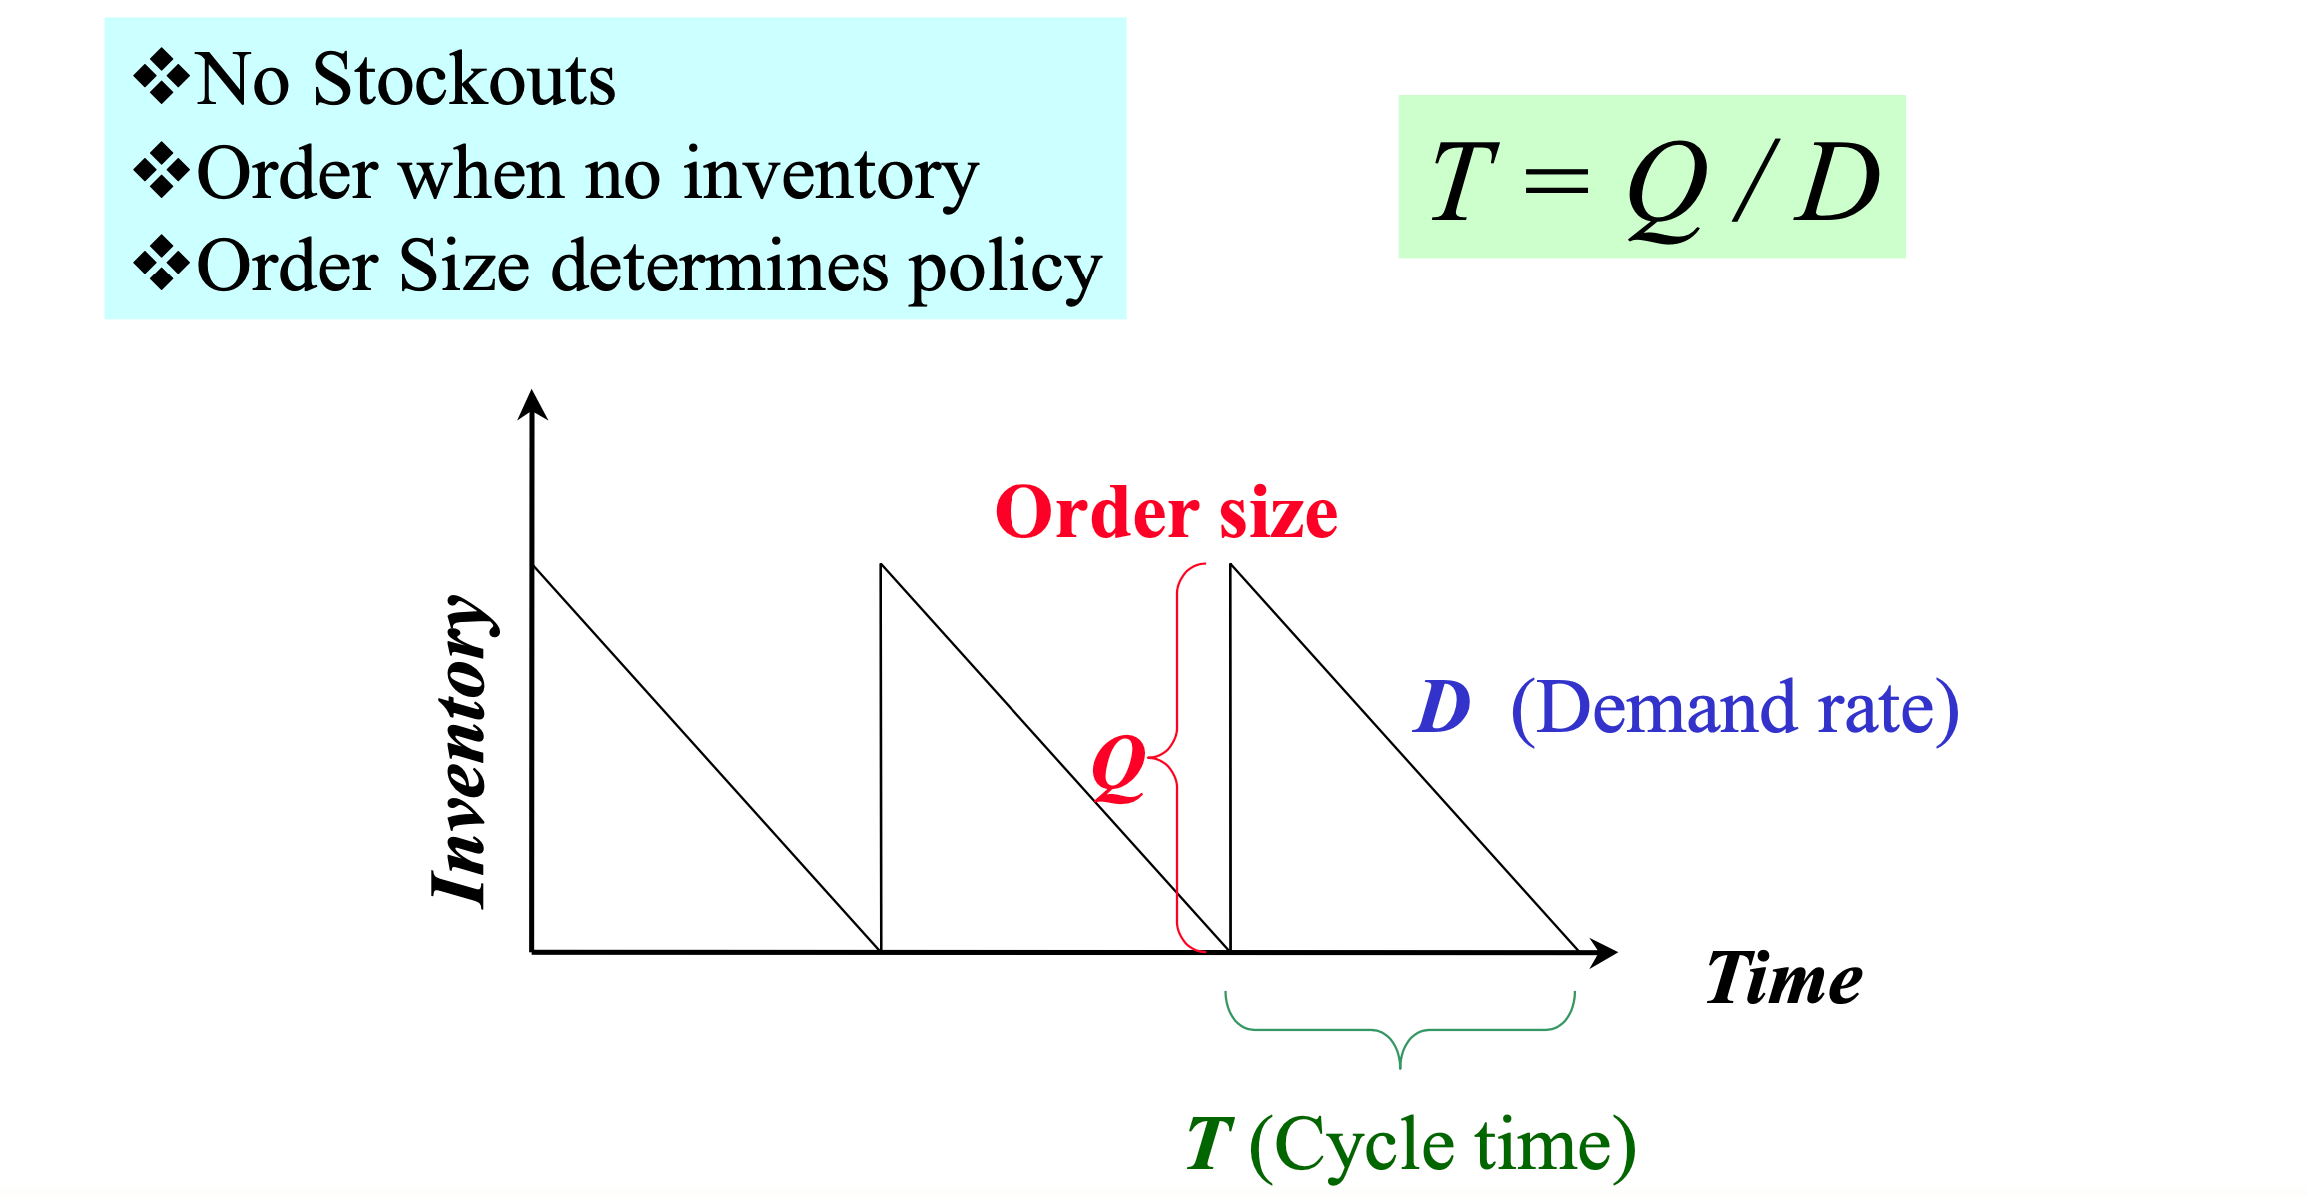 ❖No Stockouts
❖Order when no inventory
❖Order Size determines policy
T = Q / D
Order size
Inventory
Q
D (Demand rate)
Time
T (Cycle time)